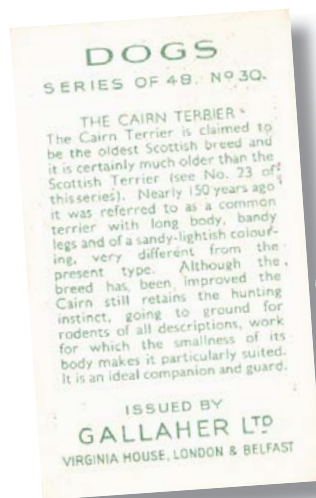 DOGS
SERIES OF 48. Nº 30.
THE CAIRN TERRIER
The Cairn Terrier is claimed to
be the oldest Scottish breed and
it is certainly much older than the
Scottish Terrier (see No. 23 of
this series). Nearly 150 years ago
it was referred to as a common
terrier with long body, bandy
legs and of a sandy-lightish colour-
ing, very different from the
present type. Although the
breed has been improved the
Cairn still retains the hunting
instinct, going to ground for
rodents of all descriptions, work
for which the smallness of its
body makes it particularly suited.
It is an ideal companion and guard.
ISSUED BY
GALLAHER LTD
VIRGINIA HOUSE, LONDON & BELFAST